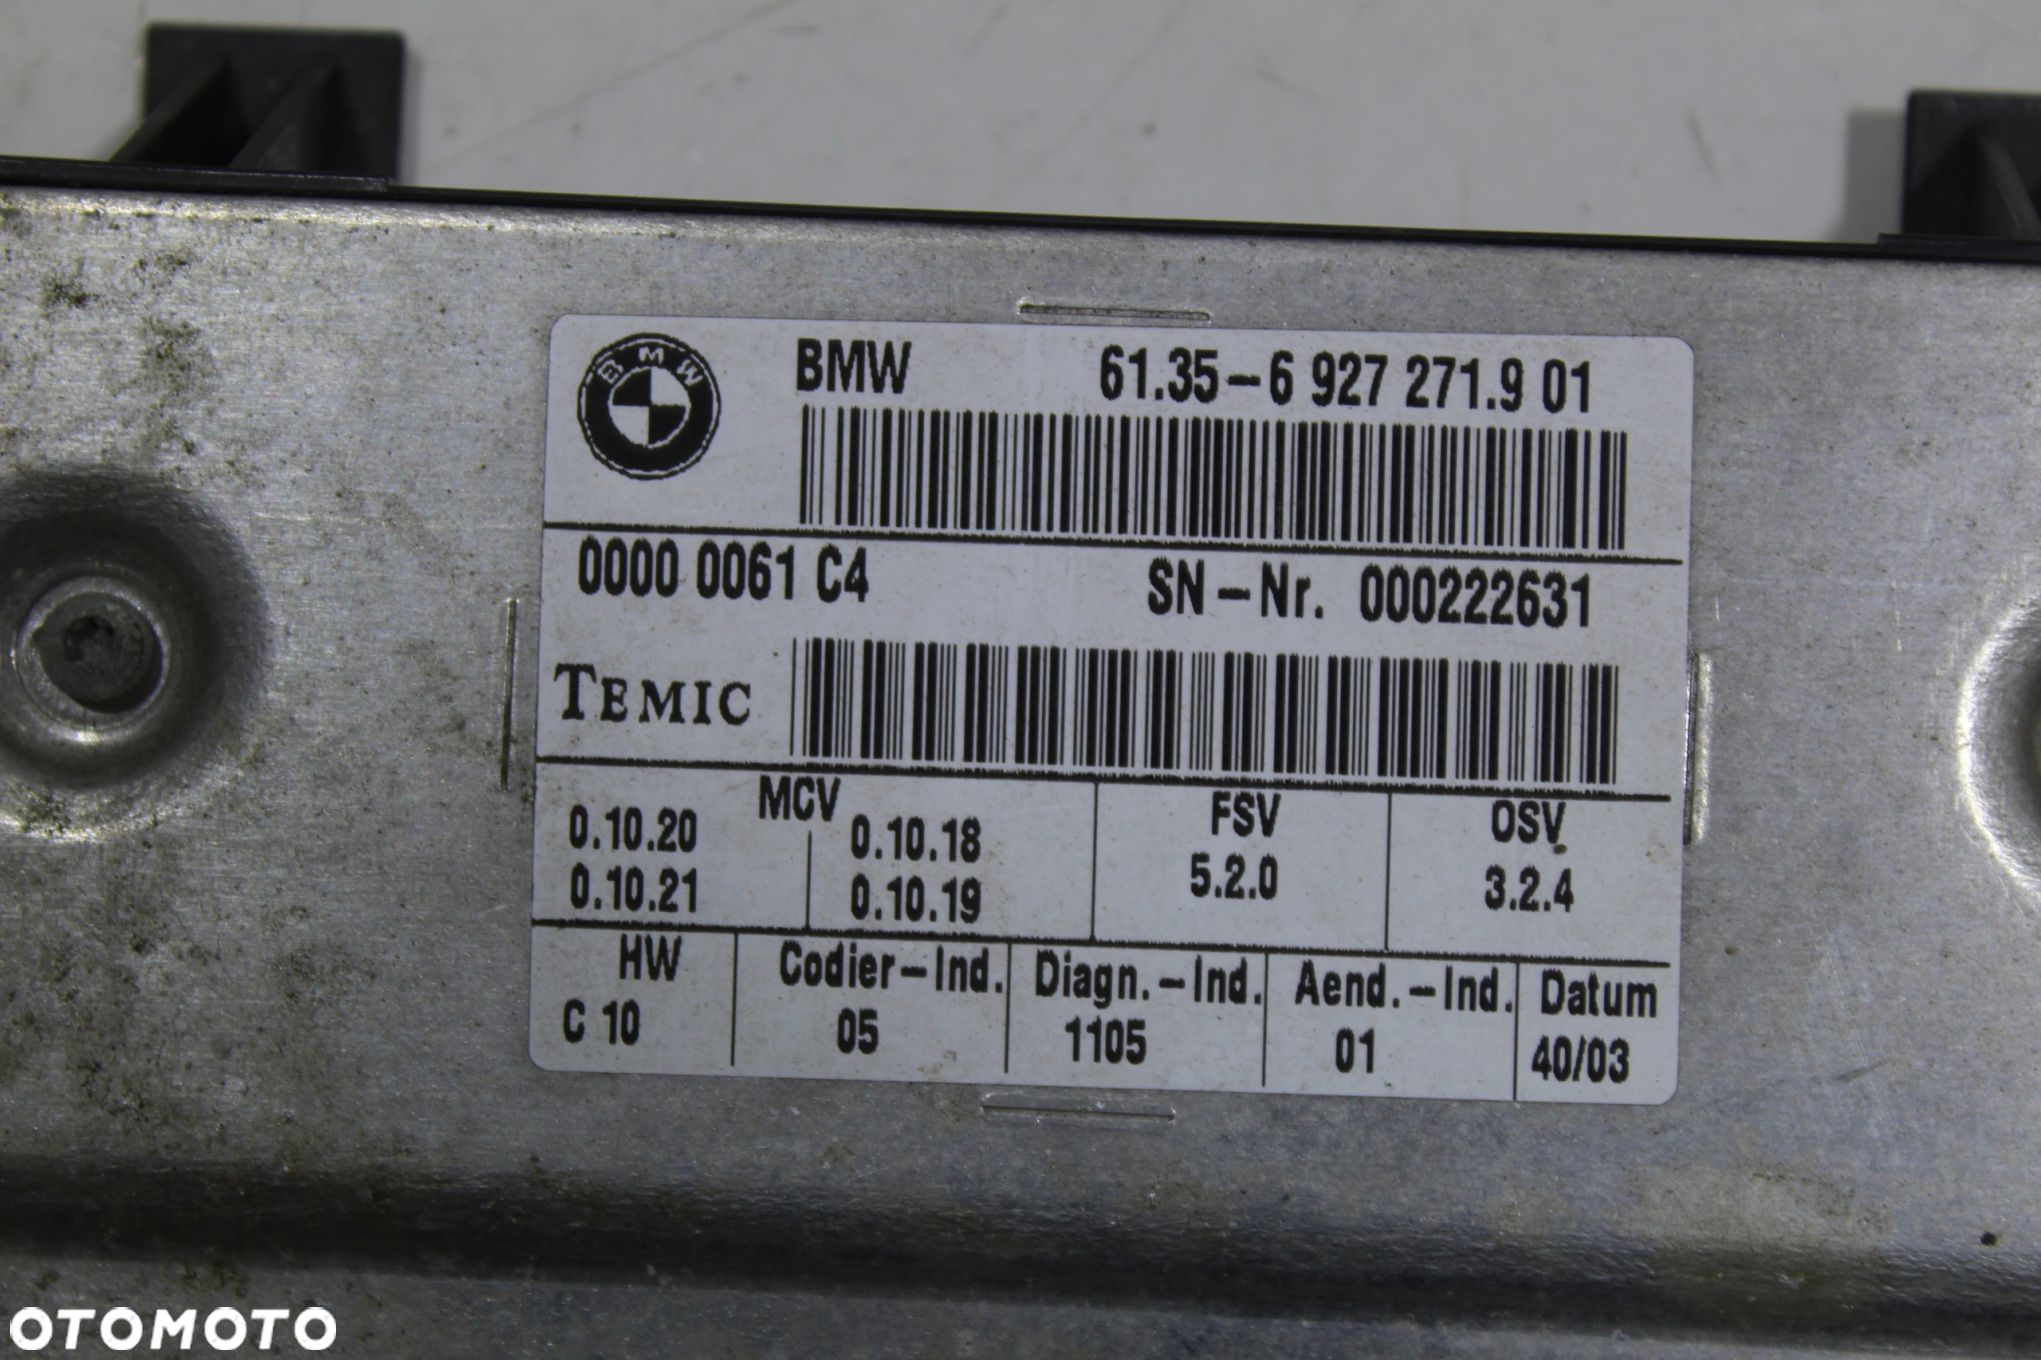 BMW
BMW 61.35-6 927 271.9 01
0000 0061 C4 SN-Nr. 000222631
TEMIC
MCV FSV OSV
0.10.20 0.10.18 5.2.0 3.2.4
0.10.21 0.10.19
HW Codier-Ind. Diagn.-Ind. Aend.-Ind. Datum
C 10 05 1105 01 40/03
OTOMOTO